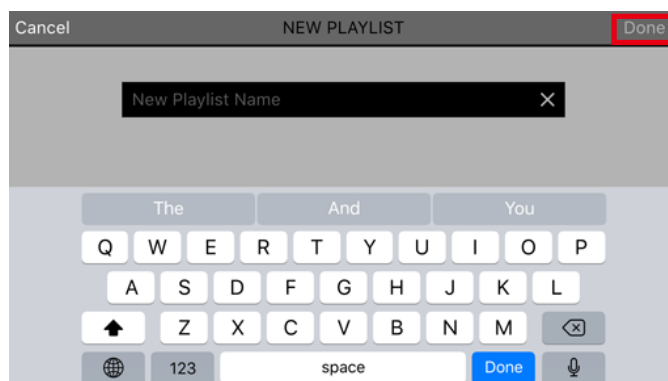 Cancel NEW PLAYLIST Done
New Playlist Name
The And You
Q W E R T Y U I O P
A S D F G H J K L
Z X C V B N M
123 space Done